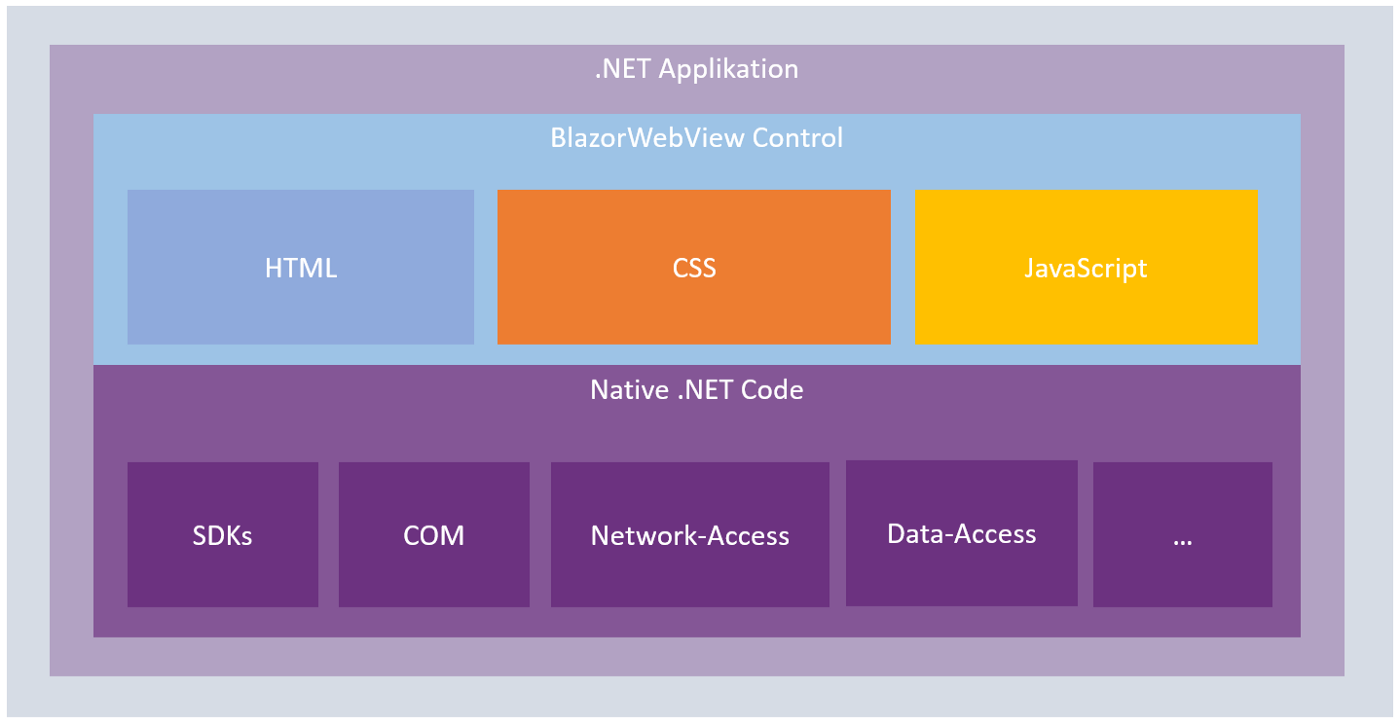 .NET Applikation
BlazorWebView Control
HTML
CSS
JavaScript
Native .NET Code
SDKs
COM
Network-Access
Data-Access
...